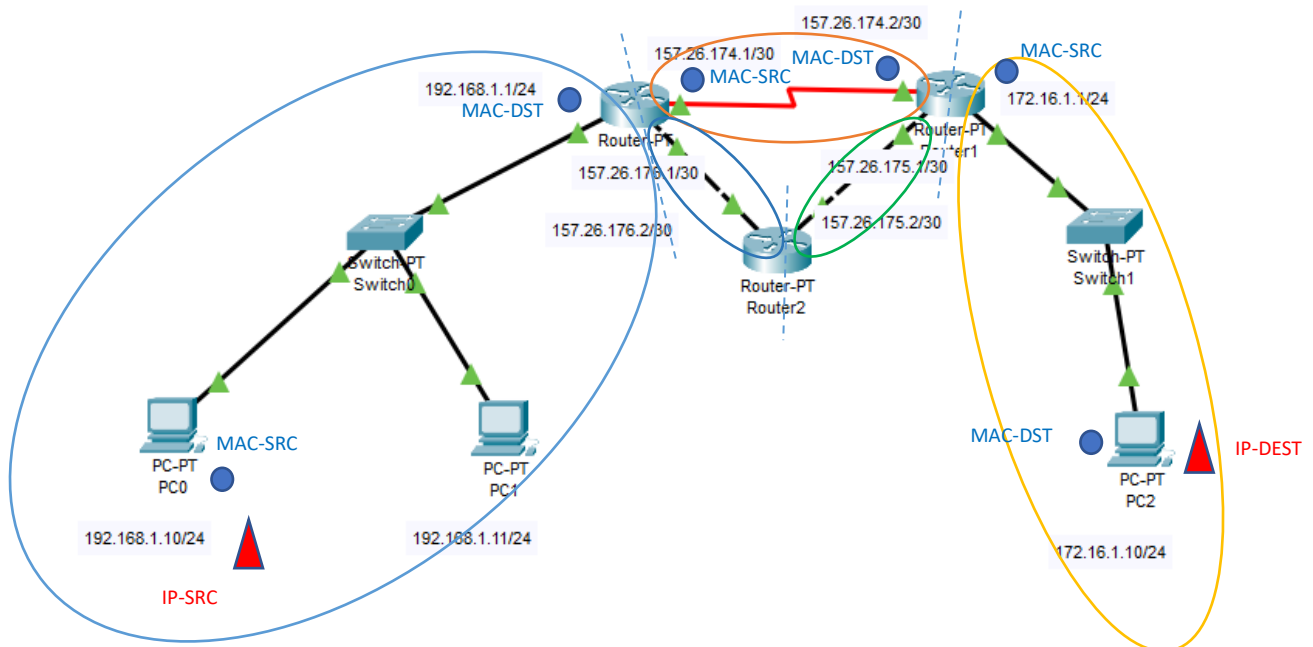 157.26.174.2/30
157.26.174.1/30
MAC-DST
MAC-SRC
MAC-SRC
192.168.1.1/24
MAC-DST
172.16.1.1/24
Router-PT
Router-PT
157.26.175.1/30
157.26.176.2/30
157.26.175.2/30
Switch-PT
Switch0
Router-PT
Router2
Switch-PT
Switch1
MAC-SRC
PC-PT
PC0
PC-PT
PC1
MAC-DST
IP-DEST
PC-PT
PC2
192.168.1.10/24
192.168.1.11/24
172.16.1.10/24
IP-SRC